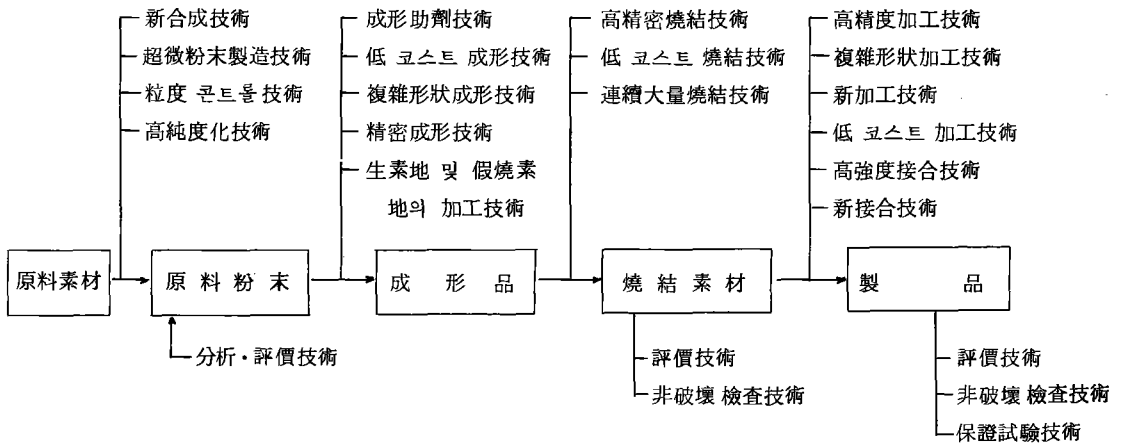 新合成技術
超微粉末製造技術
粒度 콘트롤 技術
高純度化技術
成形助劑技術
低 코스트 成形技術
複雜形狀成形技術
精密成形技術
生素地 및 假燒素
地의 加工技術
高精密燒結技術
低 코스트 燒結技術
連續大量燒結技術
高精度加工技術
複雜形狀加工技術
新加工技術
低 코스트 加工技術
高強度接合技術
新接合技術
原料素材
原料粉末
成形品
燒結素材
製品
分析·評價技術
評價技術
非破壞 檢査技術
評價技術
非破壞 檢査技術
保證試驗技術